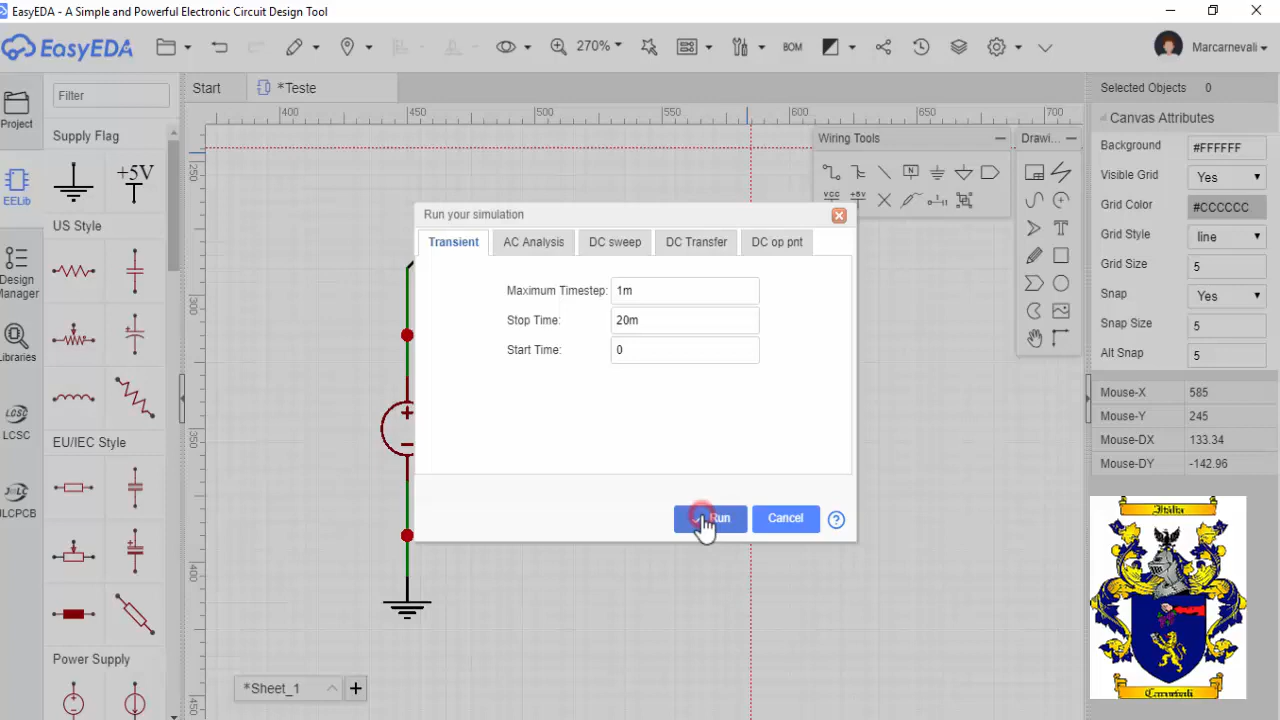 EasyEDA - A Simple and Powerful Electronic Circuit Design Tool
EasyEDA
270%
BOM
Marcarnevali
Project
EELib
Design
Manager
Libraries
LCSC
LCSC
JLC
JLCPCB
Filter
Supply Flag
+5V
US Style
EU/IEC Style
Power Supply
Start
*Teste
400
450
500
550
600
650
700
250
300
350
400
450
Wiring Tools
N
VCC
+5V
Drawi...
T
Run your simulation
Transient
AC Analysis
DC sweep
DC Transfer
DC op pnt
Maximum Timestep:
1m
Stop Time:
20m
Start Time:
0
Run
Cancel
?
*Sheet_1
Selected Objects
0
Canvas Attributes
Background
#FFFFFF
Visible Grid
Yes
Grid Color
#CCCCCC
Grid Style
line
Grid Size
5
Snap
Yes
Snap Size
5
Alt Snap
5
Mouse-X
585
Mouse-Y
245
Mouse-DX
133.34
Mouse-DY
-142.96
Italia
Carnevali